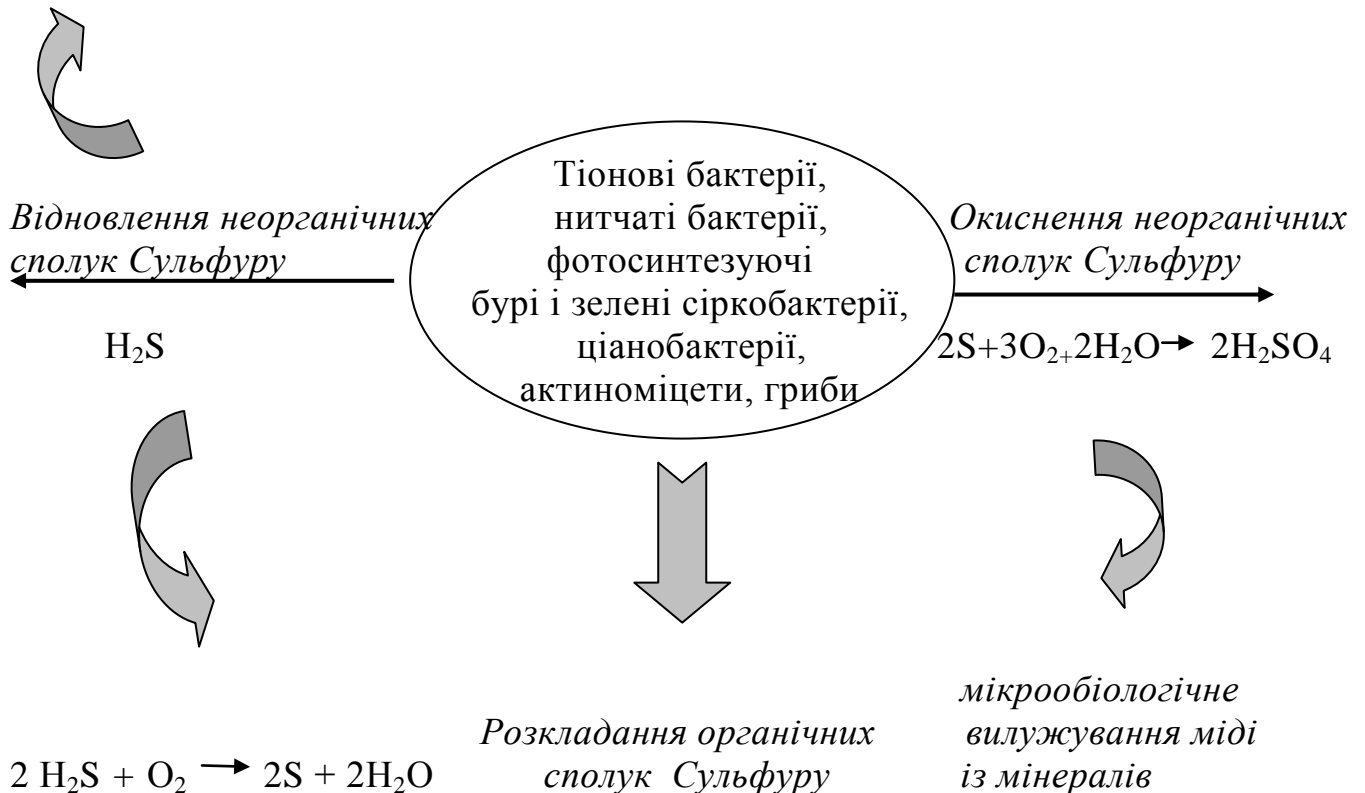 Тіонові бактерії,
нитчаті бактерії,
фотосинтезуючі
бурі і зелені сіркобактерії,
ціанобактерії,
актиноміцети, гриби
Відновлення неорганічних
сполук Сульфуру
H₂S
Окиснення неорганічних
сполук Сульфуру
2S+3O₂₊2H₂O→ 2H₂SO₄
2 H₂S + O₂ → 2S + 2H₂O
Розкладання органічних
сполук Сульфуру
мікрообіологічне
вилужування міді
із мінералів